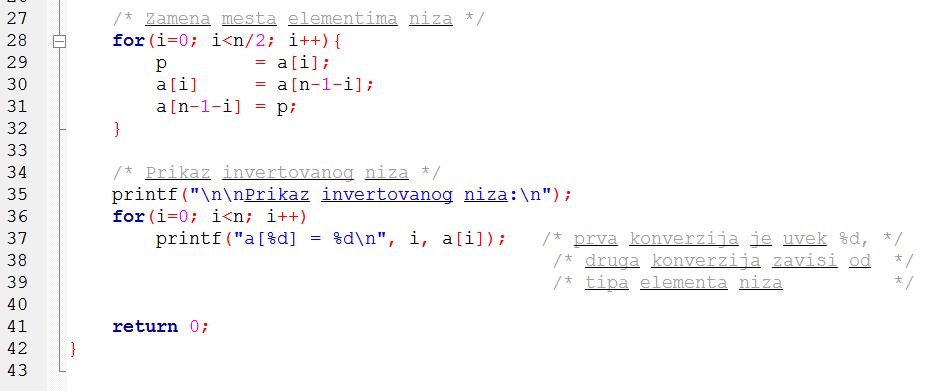 27 /* Zamena mesta elementima niza */
28 for(i=0; i<n/2; i++){
29 p = a[i];
30 a[i] = a[n-1-i];
31 a[n-1-i] = p;
32 }
33
34 /* Prikaz invertovanog niza */
35 printf("\n\nPrikaz invertovanog niza:\n");
36 for(i=0; i<n; i++)
37 printf("a[%d] = %d\n", i, a[i]); /* prva konverzija je uvek %d, */
38 /* druga konverzija zavisi od */
39 /* tipa elementa niza */
40
41 return 0;
42 }
43